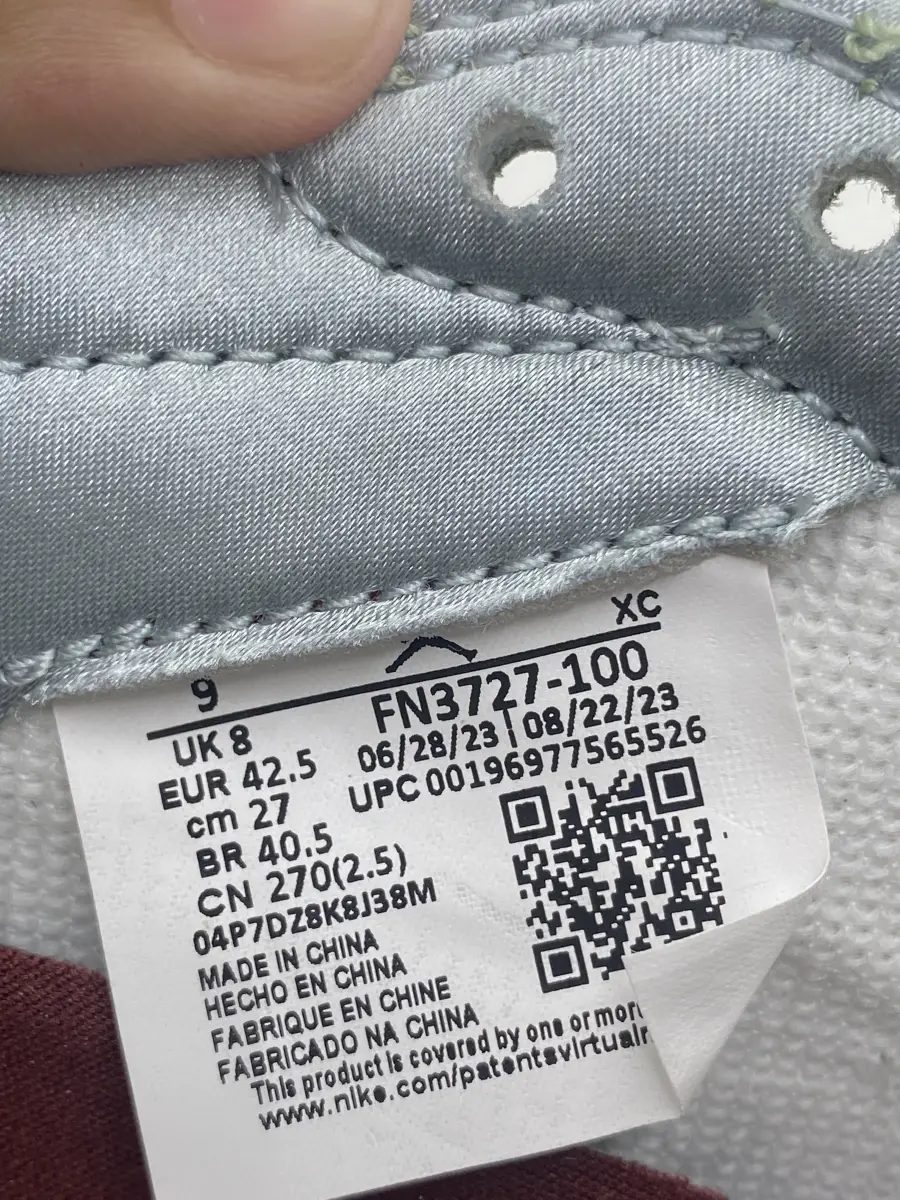 XC
9
FN3727-100
UK 8
06/28/23 | 08/22/23
EUR 42.5
UPC 00196977565526
cm 27
BR 40.5
CN 270(2.5)
04P7DZ8K8J38M
MADE IN CHINA
HECHO EN CHINA
FABRIQUE EN CHINE
FABRICADO NA CHINA
This product is covered by one or mor
www.nike.com/patentsvirtualr